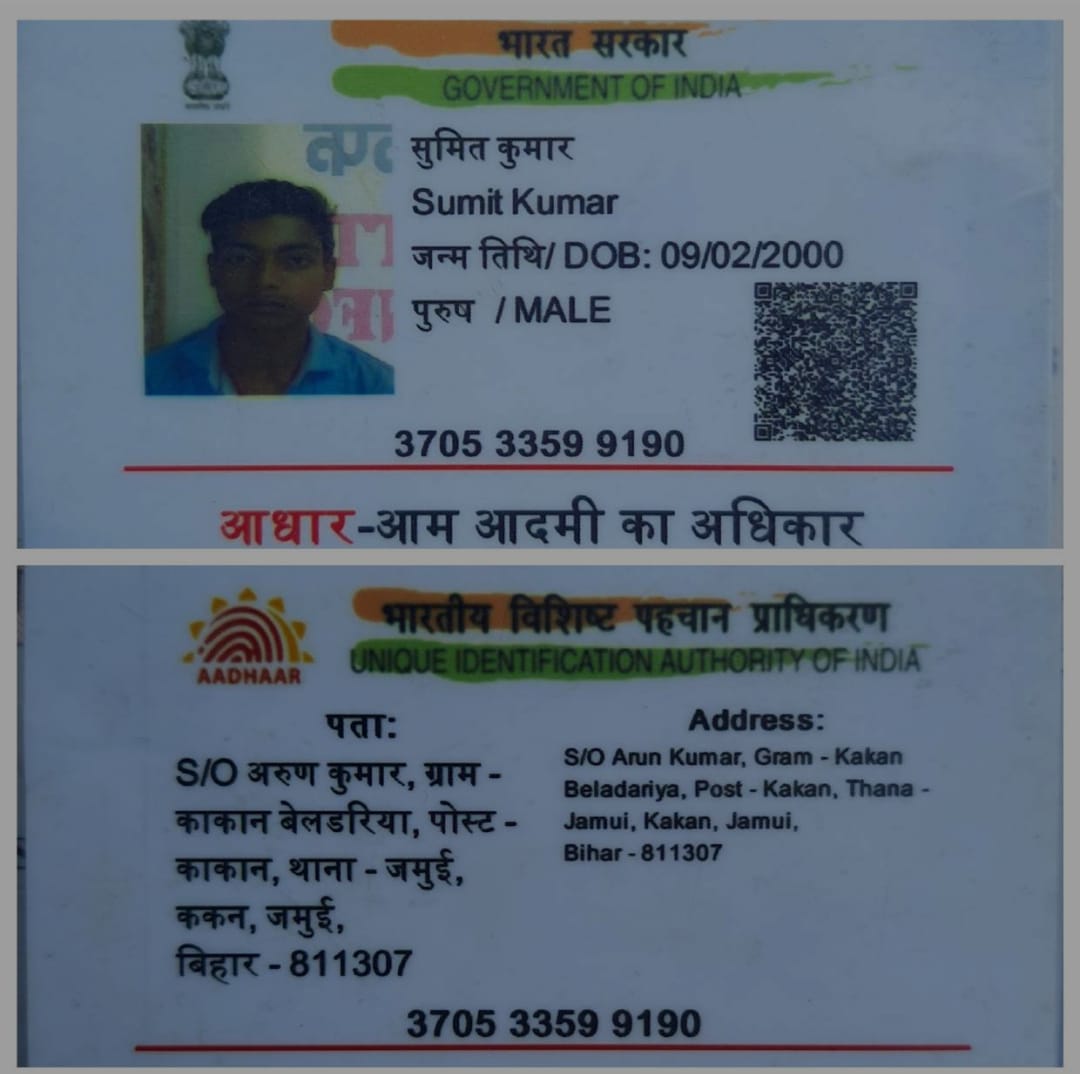 भारत सरकार
GOVERNMENT OF INDIA
सुमित कुमार
Sumit Kumar
जन्म तिथि/ DOB: 09/02/2000
पुरुष / MALE
3705 3359 9190
आधार-आम आदमी का अधिकार
भारतीय विशिष्ट पहचान प्राधिकरण
UNIQUE IDENTIFICATION AUTHORITY OF INDIA
AADHAAR
पता:
S/O अरुण कुमार, ग्राम -
काकान बेलडरिया, पोस्ट -
काकान, थाना - जमुई,
ककन, जमुई,
बिहार - 811307
Address:
S/O Arun Kumar, Gram - Kakan
Beladariya, Post - Kakan, Thana -
Jamui, Kakan, Jamui,
Bihar - 811307
3705 3359 9190